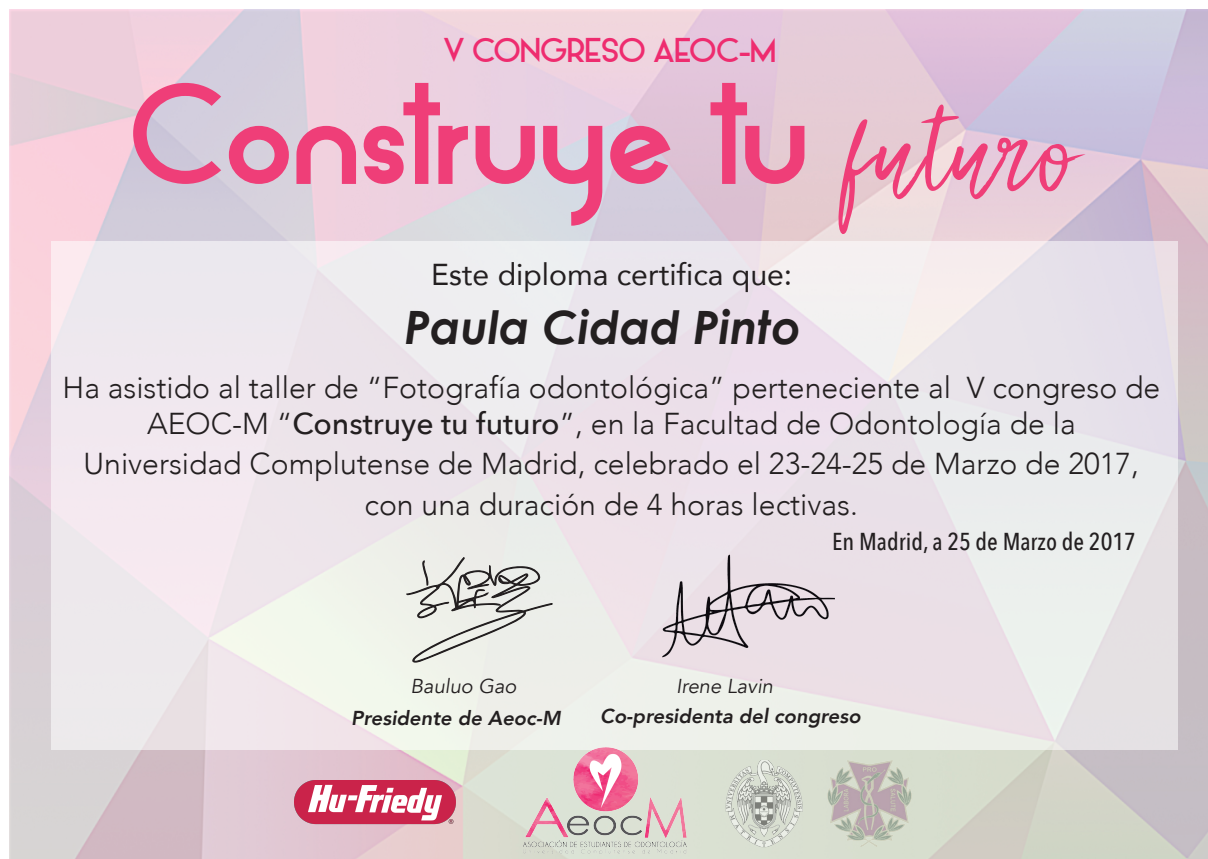 V CONGRESO AEOC-M
Construye tu futuro
Este diploma certifica que:
Paula Cidad Pinto
Ha asistido al taller de “Fotografía odontológica” perteneciente al V congreso de
AEOC-M “Construye tu futuro”, en la Facultad de Odontología de la
Universidad Complutense de Madrid, celebrado el 23-24-25 de Marzo de 2017,
con una duración de 4 horas lectivas.
En Madrid, a 25 de Marzo de 2017
Bauluo Gao
Presidente de Aeoc-M
Irene Lavin
Co-presidenta del congreso
Hu-Friedy
AeocM
ASOCIACIÓN DE ESTUDIANTES DE ODONTOLOGÍA
Universidad Complutense de Madrid